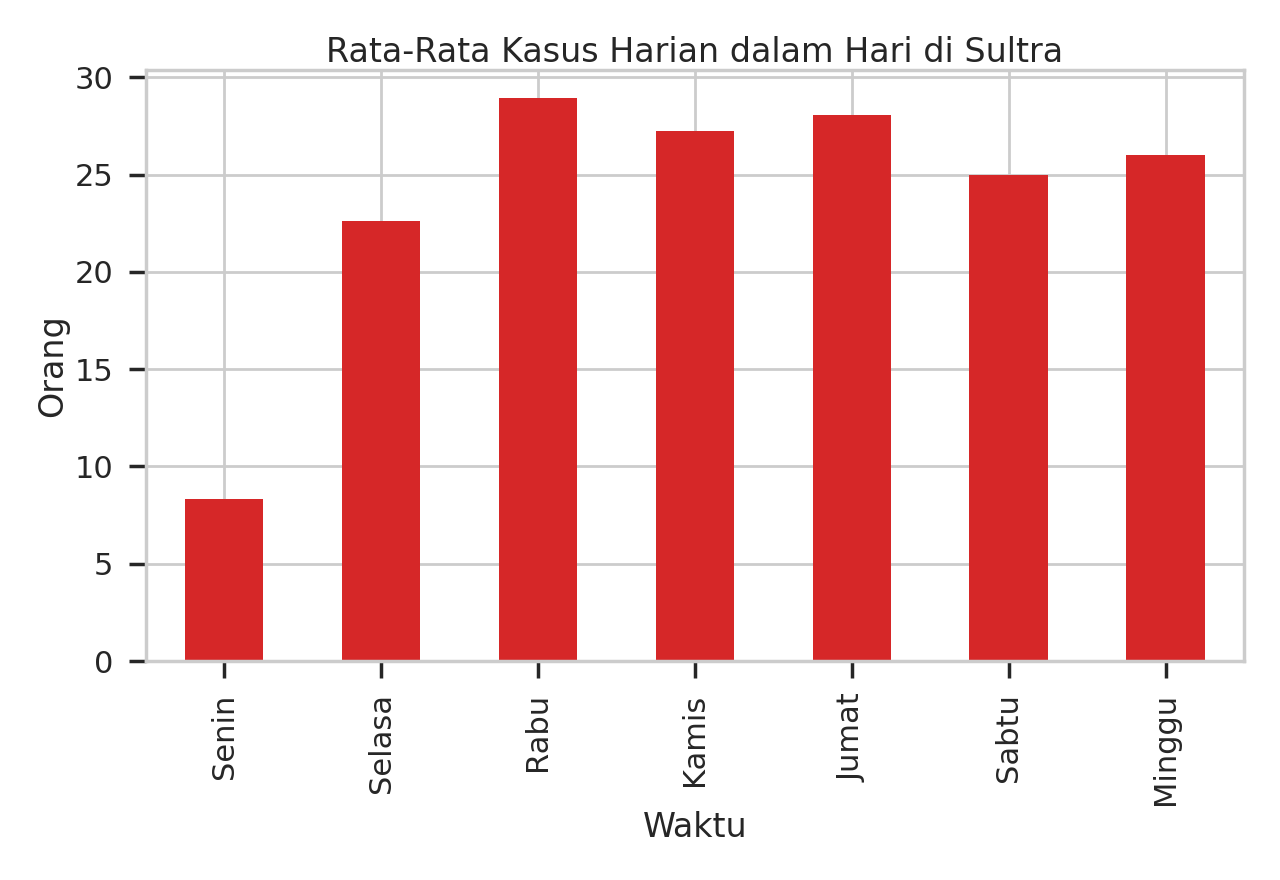 Rata-Rata Kasus Harian dalam Hari di Sultra
30
25
20
15
10
5
0
Orang
Senin
Selasa
Rabu
Kamis
Jumat
Sabtu
Minggu
Waktu